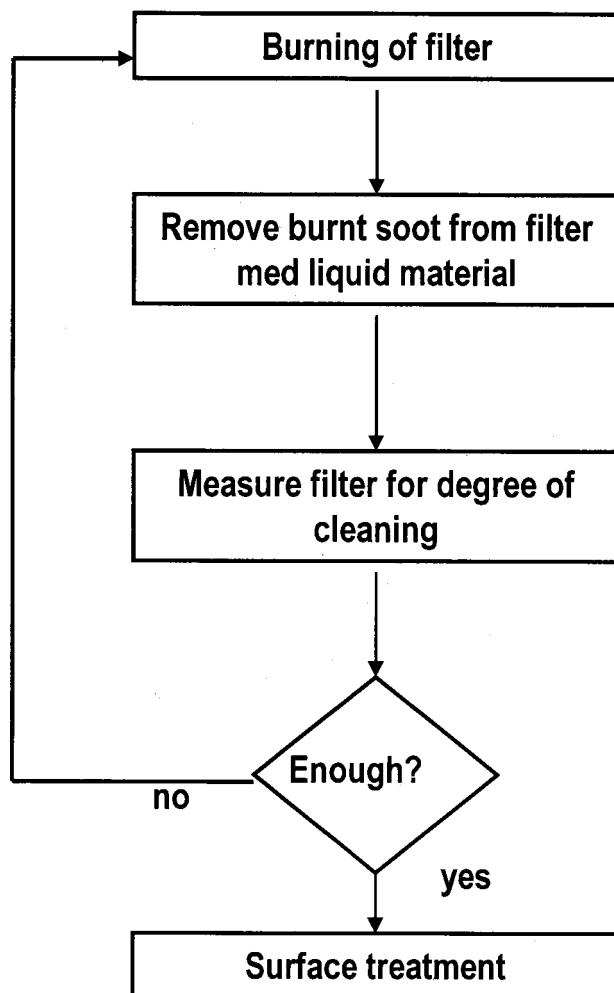 Burning of filter
Remove burnt soot from filter
med liquid material
Measure filter for degree of
cleaning
Enough?
no
yes
Surface treatment